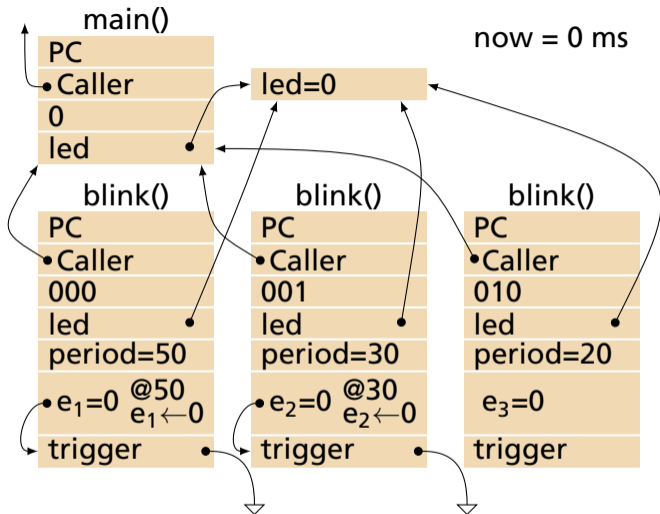 main()
PC
Caller
0
led
led=0
now = 0 ms
blink()
PC
Caller
000
led
period=50
e₁=0 @50
e₁←0
trigger
blink()
PC
Caller
001
led
period=30
e₂=0 @30
e₂←0
trigger
blink()
PC
Caller
010
led
period=20
e₃=0
trigger